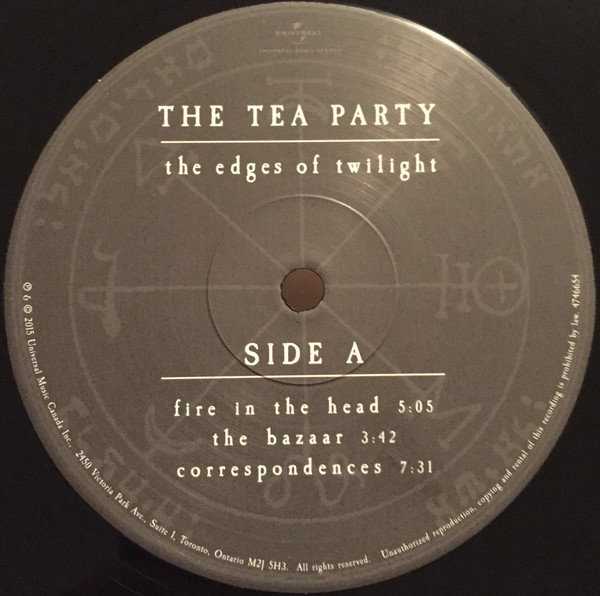 UNIVERSAL
THE TEA PARTY
the edges of twilight
SIDE A
fire in the head 5:05
the bazaar 3:42
correspondences 7:31
℗ & © 2015 Universal Music Canada Inc., 2450 Victoria Park Ave., Suite 1, Toronto, Ontario M2J 5H3. All rights reserved. Unauthorized reproduction, copying and rental of this recording is prohibited by law. 4746654